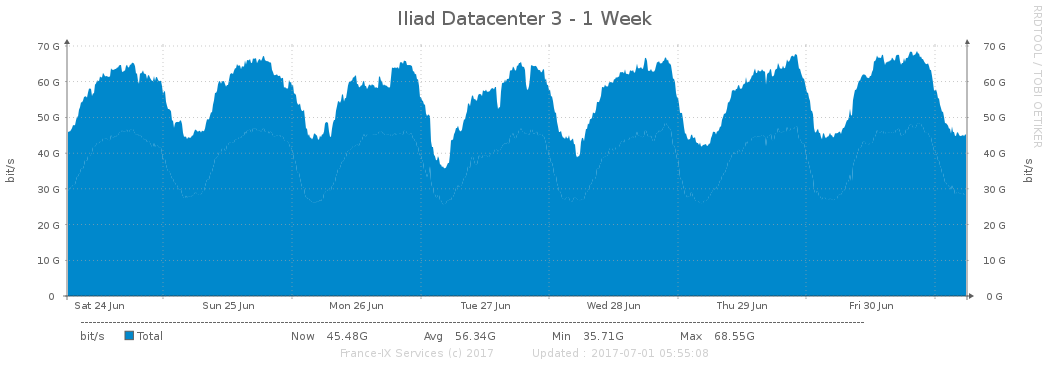 Iliad Datacenter 3 - 1 Week
RRDTOOL / TOBI OETIKER
70 G 70 G
60 G 60 G
50 G 50 G
40 G 40 G
30 G 30 G
20 G 20 G
10 G 10 G
0 0 G
bit/s bit/s
Sat 24 Jun Sun 25 Jun Mon 26 Jun Tue 27 Jun Wed 28 Jun Thu 29 Jun Fri 30 Jun
bit/s Total Now 45.48G Avg 56.34G Min 35.71G Max 68.55G
France-IX Services (c) 2017 Updated : 2017-07-01 05:55:08